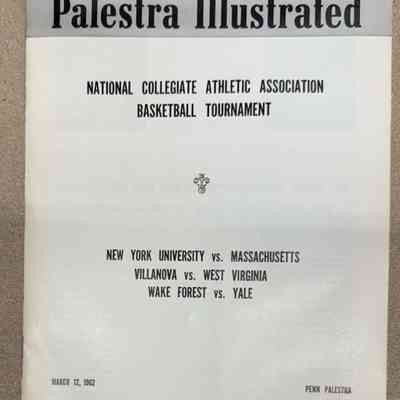 Palestra Illustrated
NATIONAL COLLEGIATE ATHLETIC ASSOCIATION
BASKETBALL TOURNAMENT
NEW YORK UNIVERSITY vs. MASSACHUSETTS
VILLANOVA vs. WEST VIRGINIA
WAKE FOREST vs. YALE
MARCH 12, 1962
PENN PALESTRA